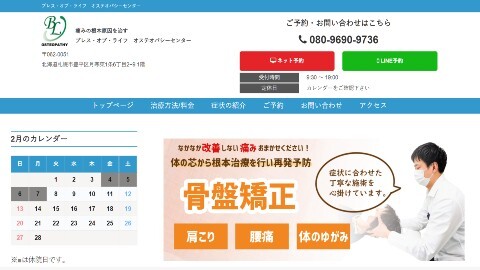 ブレス・オブ・ライフ　オステオパシーセンター
BL
OSTEOPATHY
痛みの根本原因を治す
ブレス・オブ・ライフ　オステオパシーセンター
〒062-0051
北海道札幌市豊平区月寒東1条6丁目2-9 1階
ご予約・お問い合わせはこちら
080-9690-9736
ネット予約
LINE予約
受付時間
9:30 ～ 19:00
定休日
カレンダーをご確認下さい
トップページ
治療方法/料金
症状の紹介
ご予約
お問い合わせ
アクセス
2月のカレンダー
日 月 火 水 木 金 土
1 2 3 4 5
6 7 8 9 10 11 12
13 14 15 16 17 18 19
20 21 22 23 24 25 26
27 28
※■は休院日です。
なかなか改善しない痛みおまかせください！
体の芯から根本治療を行い再発予防
骨盤矯正
肩こり
腰痛
体のゆがみ
症状に合わせた
丁寧な施術を
心掛けています。